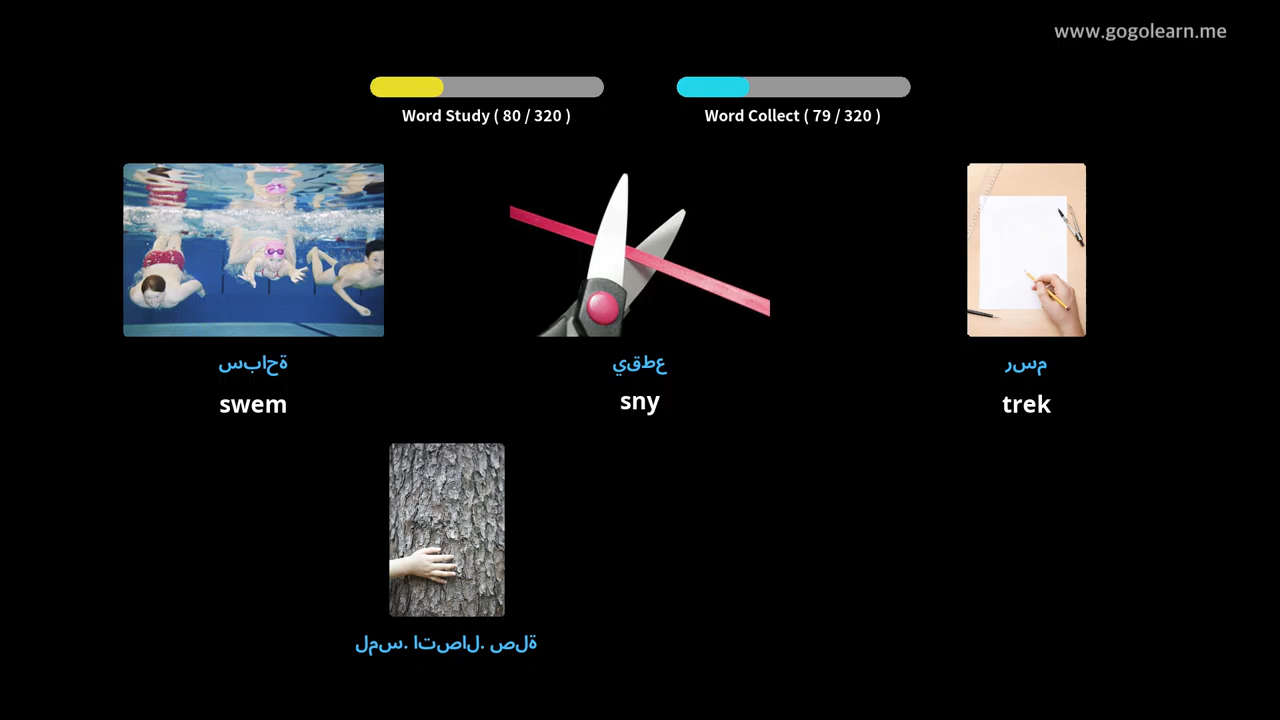 www.gogolearn.me
Word Study ( 80 / 320 )
Word Collect ( 79 / 320 )
سباحة
يقطع
رسم
swem
sny
trek
لمس. اتصال. صلة